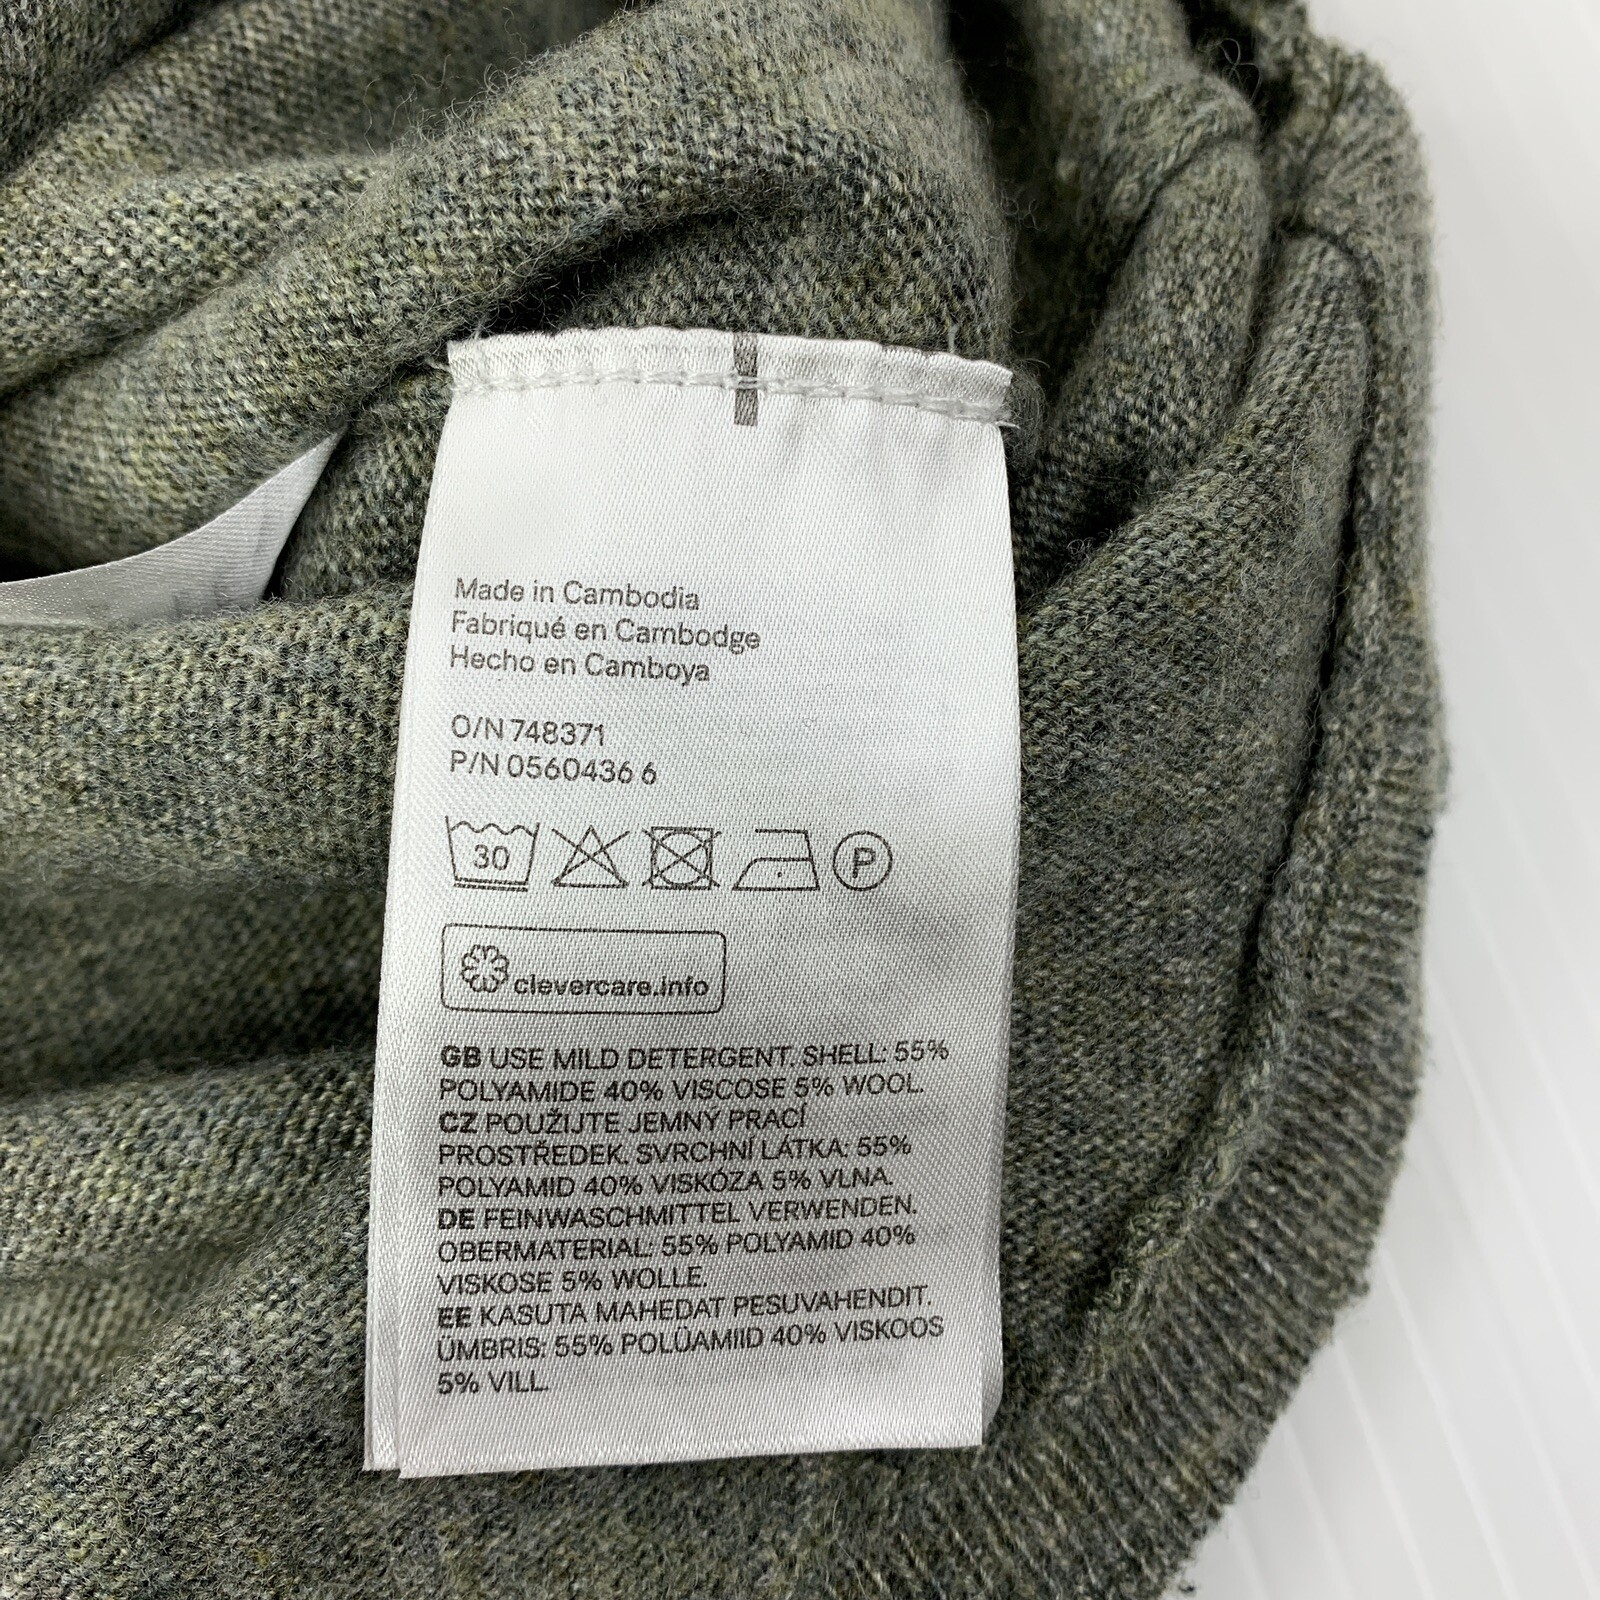 Made in Cambodia
Fabriqué en Cambodge
Hecho en Camboya
O/N 748371
P/N 0560436 6
30 P
clevercare.info
GB USE MILD DETERGENT. SHELL: 55%
POLYAMIDE 40% VISCOSE 5% WOOL.
CZ POUŽIJTE JEMNÝ PRACÍ
PROSTŘEDEK. SVRCHNÍ LÁTKA: 55%
POLYAMID 40% VISKÓZA 5% VLNA.
DE FEINWASCHMITTEL VERWENDEN.
OBERMATERIAL: 55% POLYAMID 40%
VISKOSE 5% WOLLE.
EE KASUTA MAHEDAT PESUVAHENDIT.
ÜMBRIS: 55% POLÜAMIID 40% VISKOOS
5% VILL.